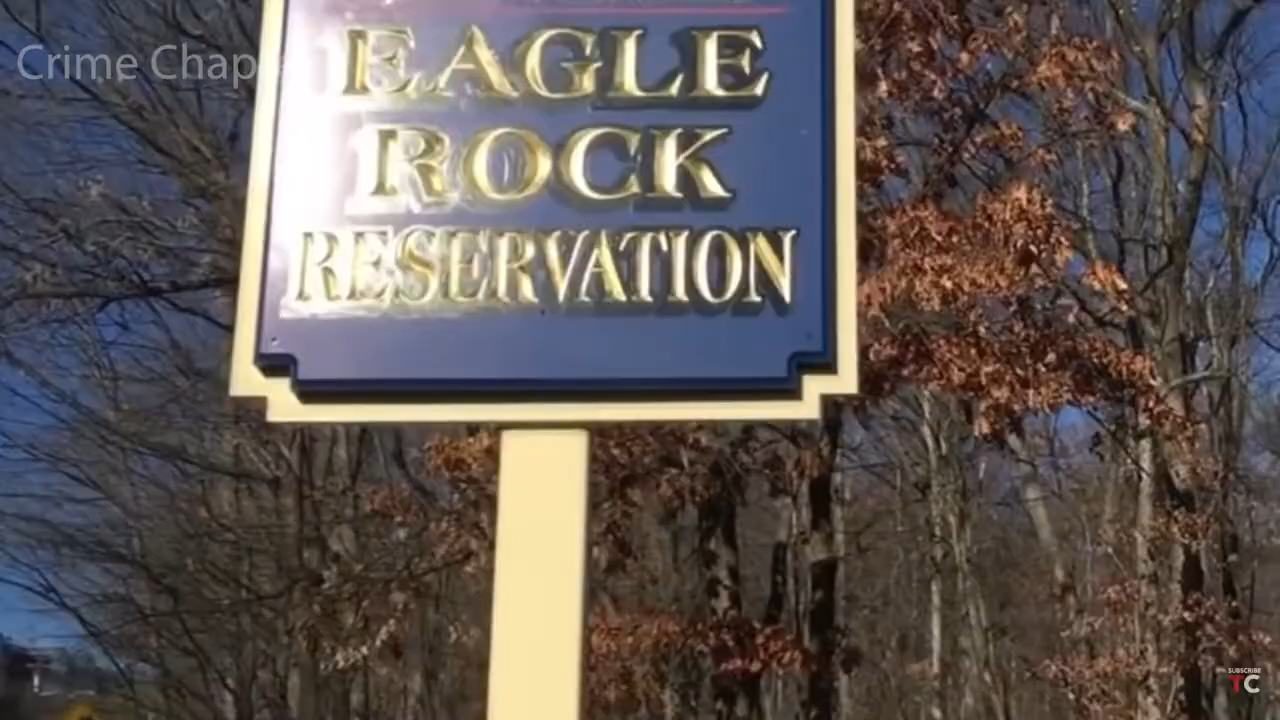 Crime Chap
EAGLE
ROCK
RESERVATION
SUBSCRIBE
TC